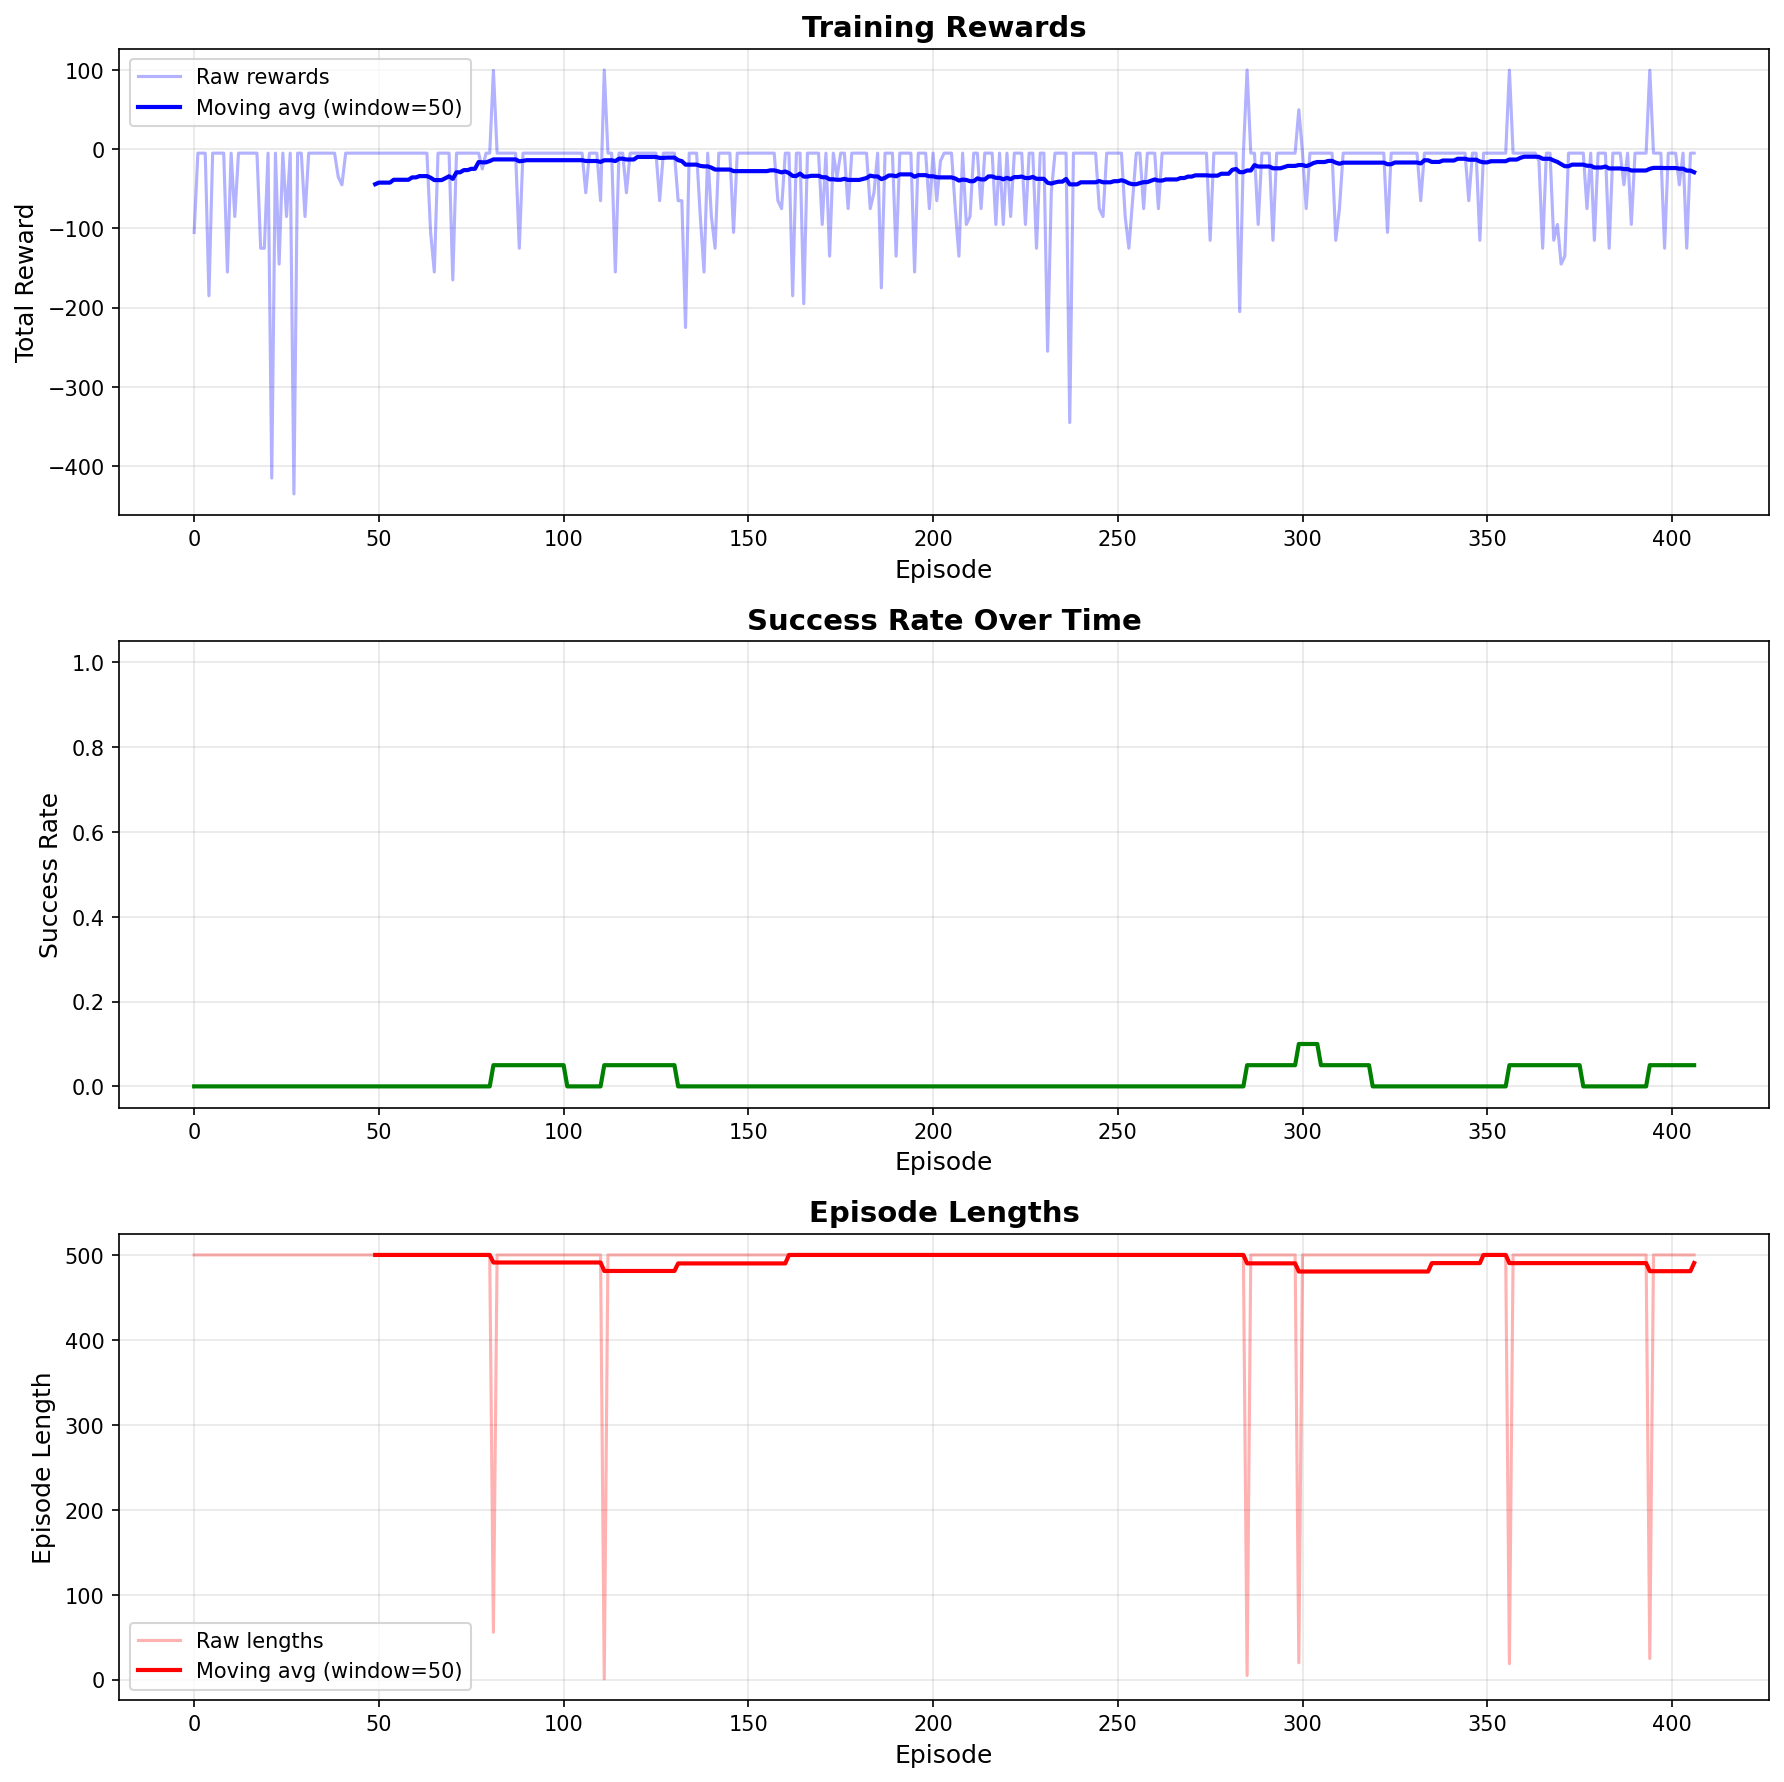 Training Rewards
Raw rewards
Moving avg (window=50)
100
0
−100
−200
−300
−400
Total Reward
0 50 100 150 200 250 300 350 400
Episode
Success Rate Over Time
1.0
0.8
0.6
0.4
0.2
0.0
Success Rate
0 50 100 150 200 250 300 350 400
Episode
Episode Lengths
500
400
300
200
100
0
Episode Length
Raw lengths
Moving avg (window=50)
0 50 100 150 200 250 300 350 400
Episode